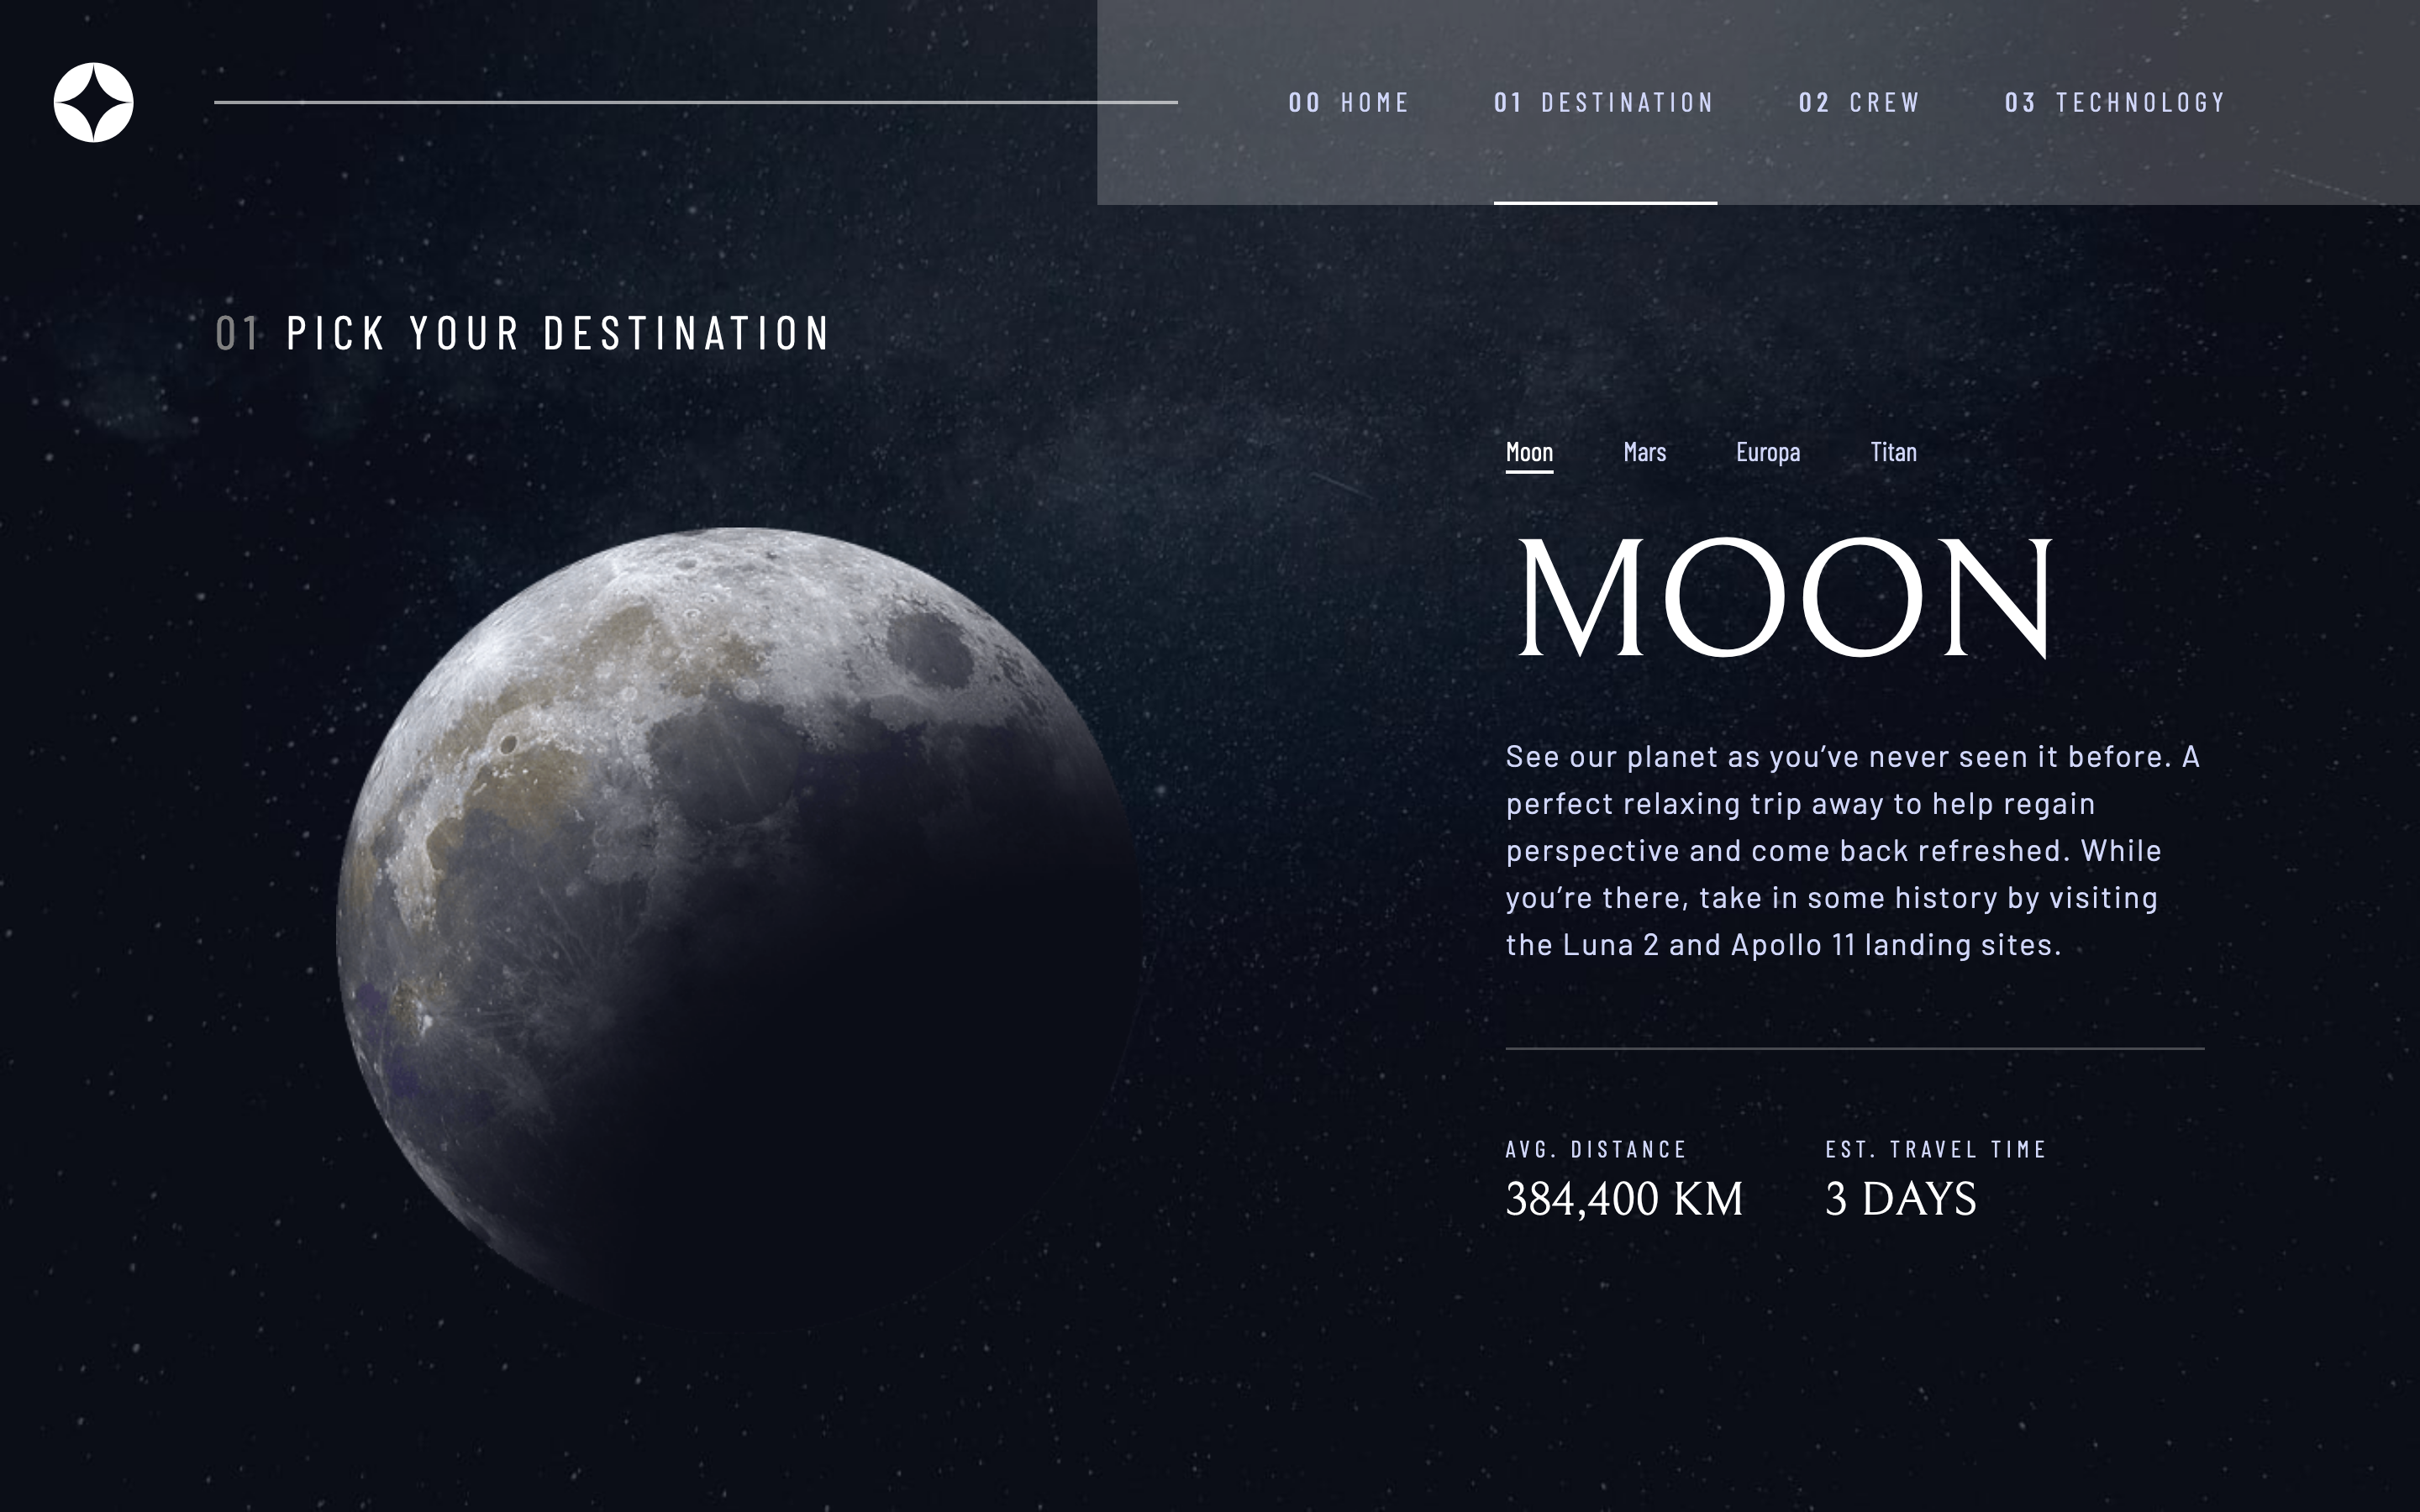 00 HOME 01 DESTINATION 02 CREW 03 TECHNOLOGY
01 PICK YOUR DESTINATION
Moon Mars Europa Titan
MOON
See our planet as you’ve never seen it before. A
perfect relaxing trip away to help regain
perspective and come back refreshed. While
you’re there, take in some history by visiting
the Luna 2 and Apollo 11 landing sites.
AVG. DISTANCE EST. TRAVEL TIME
384,400 KM 3 DAYS